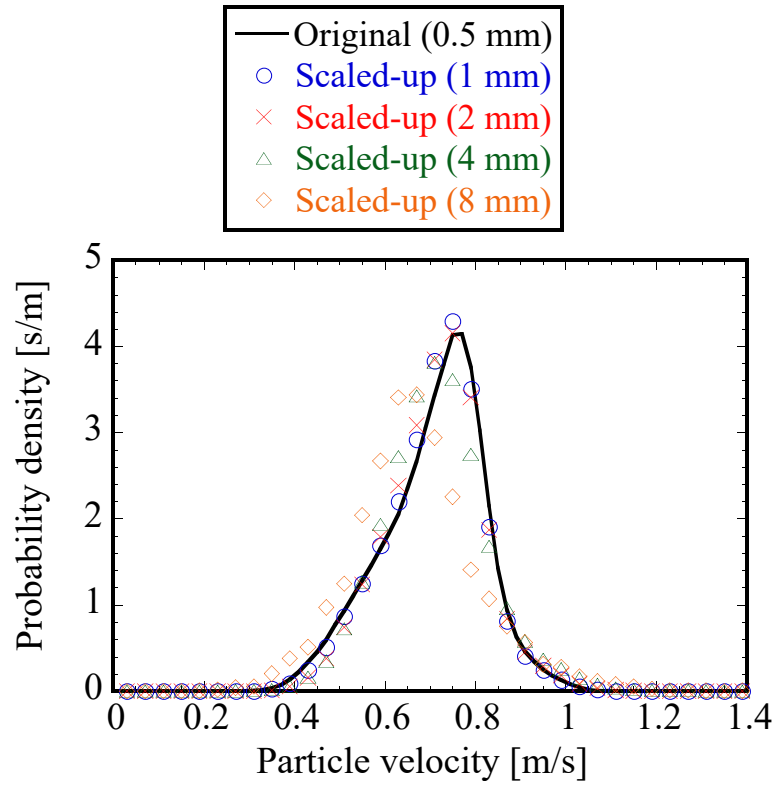 Original (0.5 mm)
Scaled-up (1 mm)
Scaled-up (2 mm)
Scaled-up (4 mm)
Scaled-up (8 mm)
5
4
3
2
1
0
Probability density [s/m]
0 0.2 0.4 0.6 0.8 1 1.2 1.4
Particle velocity [m/s]